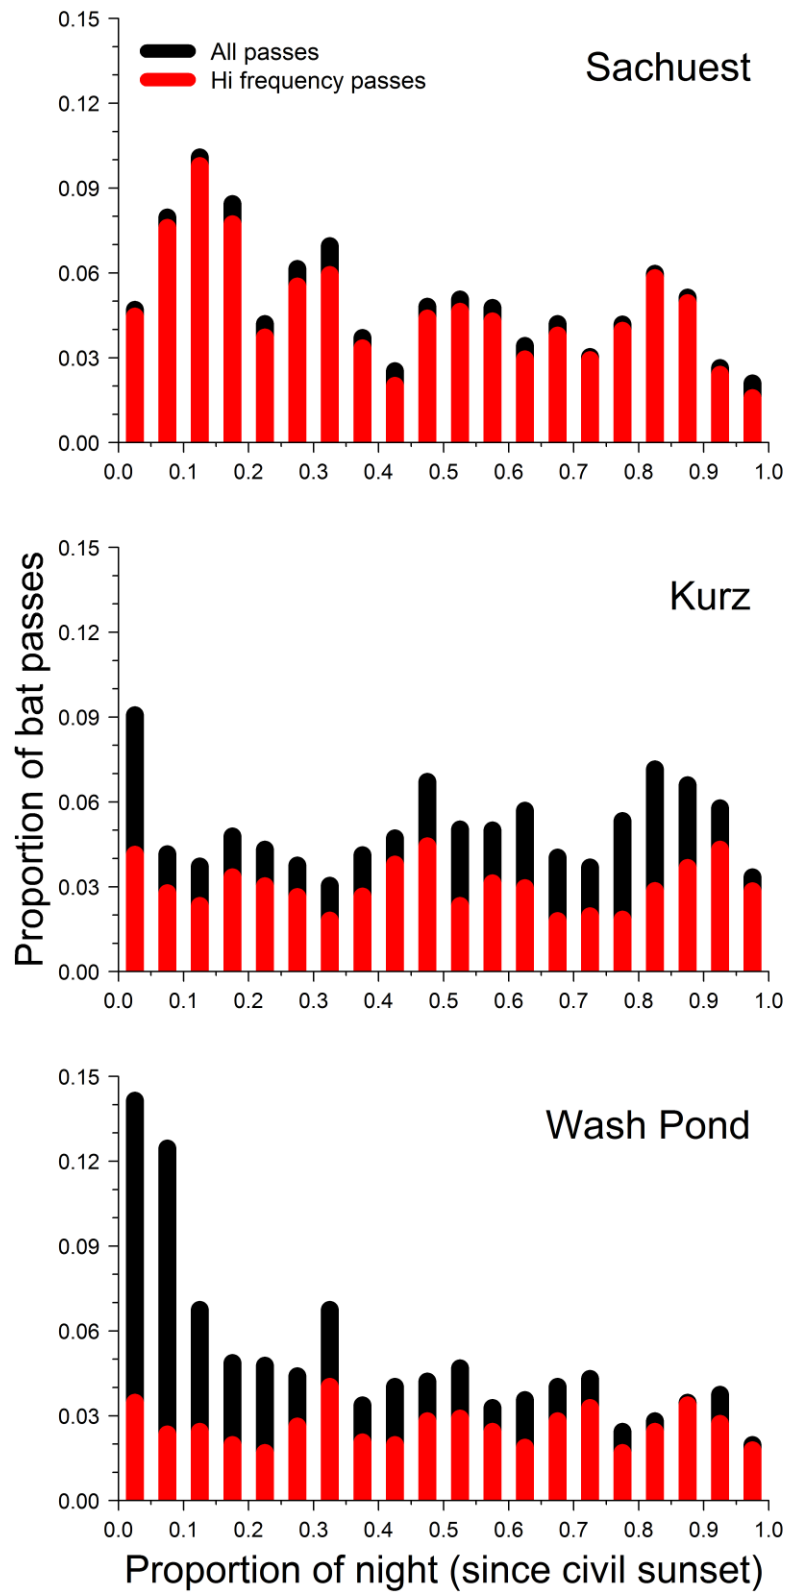 0.15
All passes
Hi frequency passes
Sachuest
0.12
0.09
0.06
0.03
0.00
0.0 0.1 0.2 0.3 0.4 0.5 0.6 0.7 0.8 0.9 1.0
Proportion of bat passes
0.15
Kurz
0.12
0.09
0.06
0.03
0.00
0.0 0.1 0.2 0.3 0.4 0.5 0.6 0.7 0.8 0.9 1.0
0.15
Wash Pond
0.12
0.09
0.06
0.03
0.00
0.0 0.1 0.2 0.3 0.4 0.5 0.6 0.7 0.8 0.9 1.0
Proportion of night (since civil sunset)